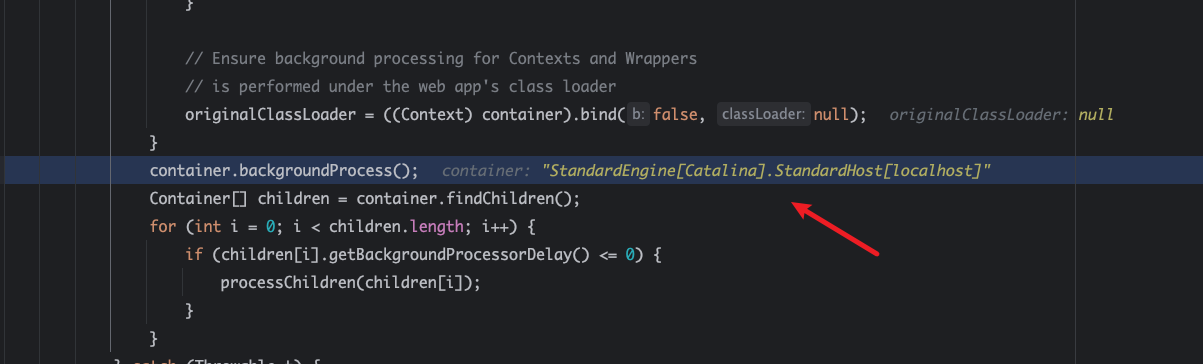 }
// Ensure background processing for Contexts and Wrappers
// is performed under the web app's class loader
originalClassLoader = ((Context) container).bind( b: false, classLoader: null); originalClassLoader: null
}
container.backgroundProcess(); container: "StandardEngine[Catalina].StandardHost[localhost]"
Container[] children = container.findChildren();
for (int i = 0; i < children.length; i++) {
if (children[i].getBackgroundProcessorDelay() <= 0) {
processChildren(children[i]);
}
}
} catch (Throwable t) {